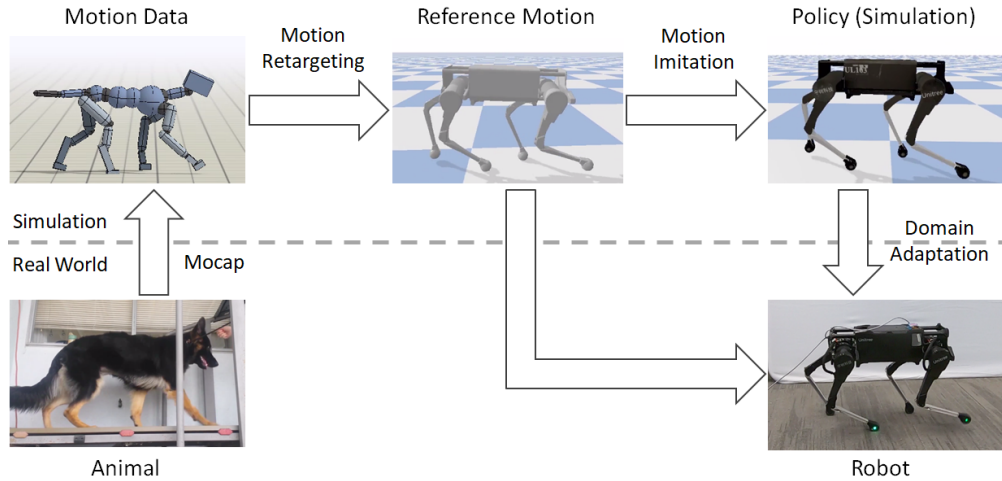 Motion Data
Reference Motion
Policy (Simulation)
Motion
Retargeting
Motion
Imitation
Simulation
Real World
Mocap
Domain
Adaptation
Animal
Robot